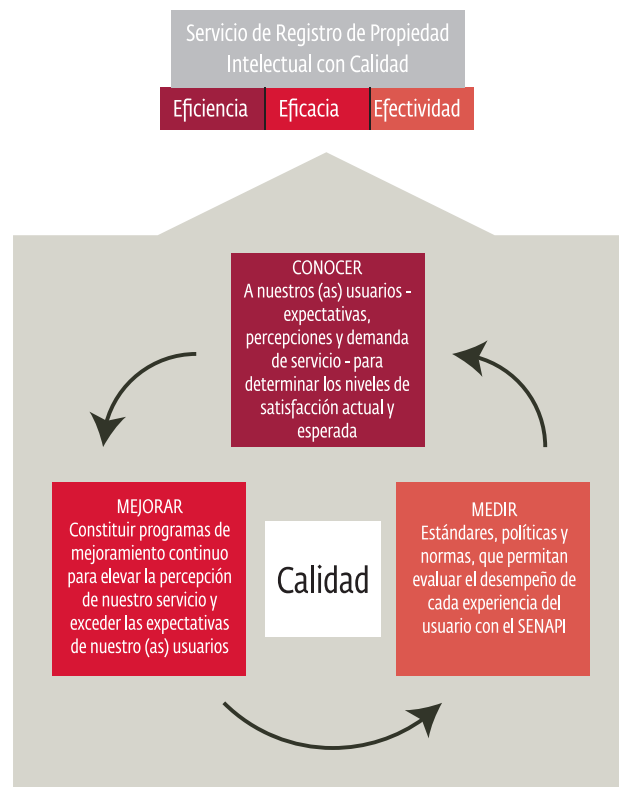 Servicio de Registro de Propiedad
Intelectual con Calidad
Eficiencia
Eficacia
Efectividad
CONOCER
A nuestros (as) usuarios -
expectativas,
percepciones y demanda
de servicio - para
determinar los niveles de
satisfacción actual y
esperada
MEJORAR
Constituir programas de
mejoramiento continuo
para elevar la percepción
de nuestro servicio y
exceder las expectativas
de nuestro (as) usuarios
Calidad
MEDIR
Estándares, políticas y
normas, que permitan
evaluar el desempeño de
cada experiencia del
usuario con el SENAPI